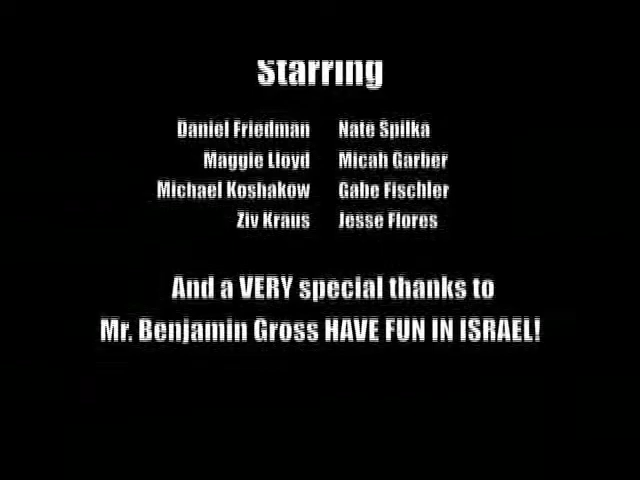 Starring
Daniel Friedman Nate Spilka
Maggie Lloyd Micah Garber
Michael Koshakow Gabe Fischler
Ziv Kraus Jesse Flores
And a VERY special thanks to
Mr. Benjamin Gross HAVE FUN IN ISRAEL!